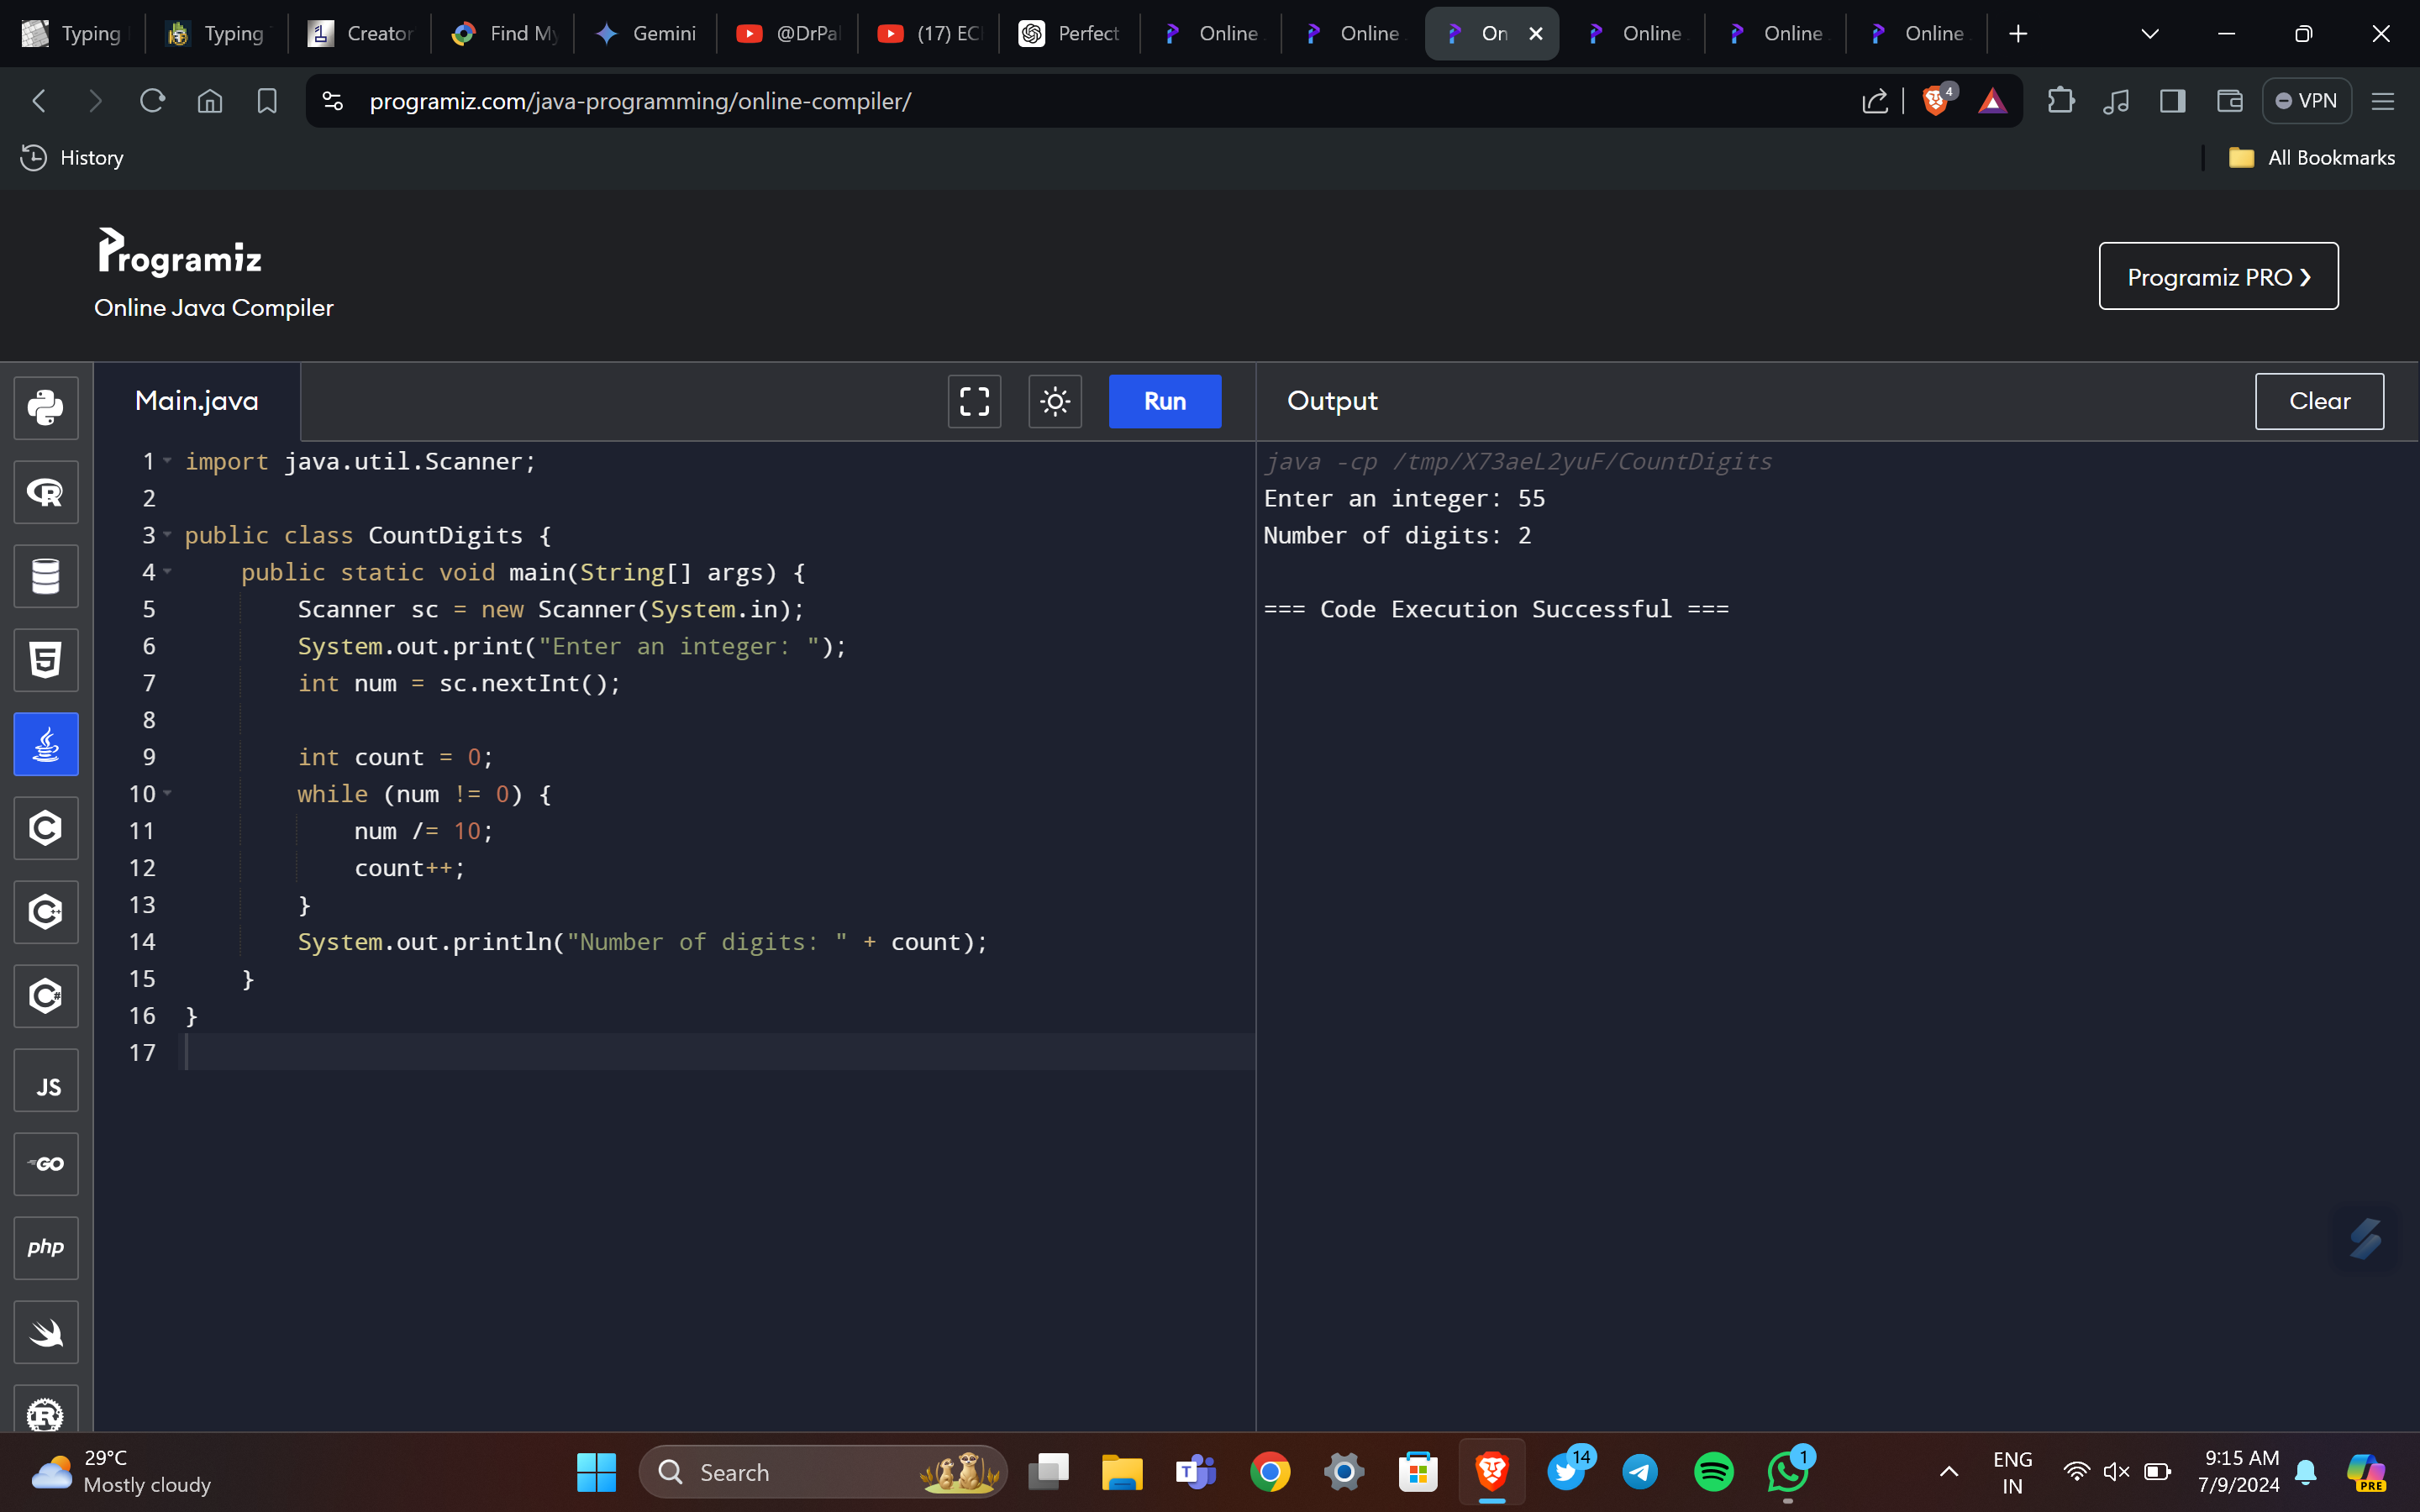 Typing
Typing
Creator
Find My
Gemini
@DrPal
(17) EC
Perfect
Online
Online
On
Online
Online
Online
programiz.com/java-programming/online-compiler/
4
VPN
History
All Bookmarks
Programiz
Online Java Compiler
Programiz PRO ❯
Main.java
Run
Output
Clear
1 import java.util.Scanner;
2
3 public class CountDigits {
4     public static void main(String[] args) {
5         Scanner sc = new Scanner(System.in);
6         System.out.print("Enter an integer: ");
7         int num = sc.nextInt();
8
9         int count = 0;
10         while (num != 0) {
11             num /= 10;
12             count++;
13         }
14         System.out.println("Number of digits: " + count);
15     }
16 }
17
java -cp /tmp/X73aeL2yuF/CountDigits
Enter an integer: 55
Number of digits: 2
=== Code Execution Successful ===
R
5
C
C++
C#
JS
GO
php
R
29°C
Mostly cloudy
Search
T
14
1
ENG
IN
9:15 AM
7/9/2024
PRE